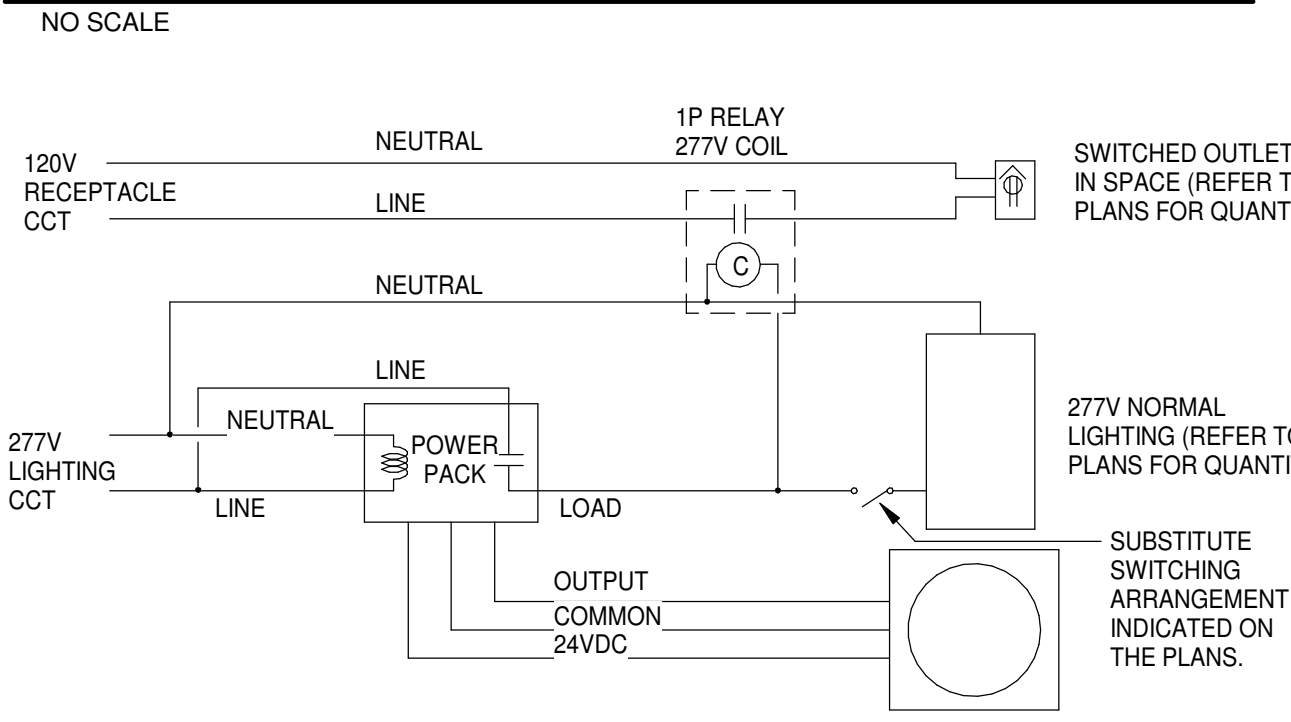 NO SCALE
1P RELAY
277V COIL
NEUTRAL
120V
RECEPTACLE
CCT
LINE
SWITCHED OUTLET
IN SPACE (REFER T
PLANS FOR QUANT
C
NEUTRAL
LINE
NEUTRAL
277V
LIGHTING
CCT
POWER
PACK
LINE
LOAD
277V NORMAL
LIGHTING (REFER TO
PLANS FOR QUANTI
SUBSTITUTE
SWITCHING
ARRANGEMENT
INDICATED ON
THE PLANS.
OUTPUT
COMMON
24VDC